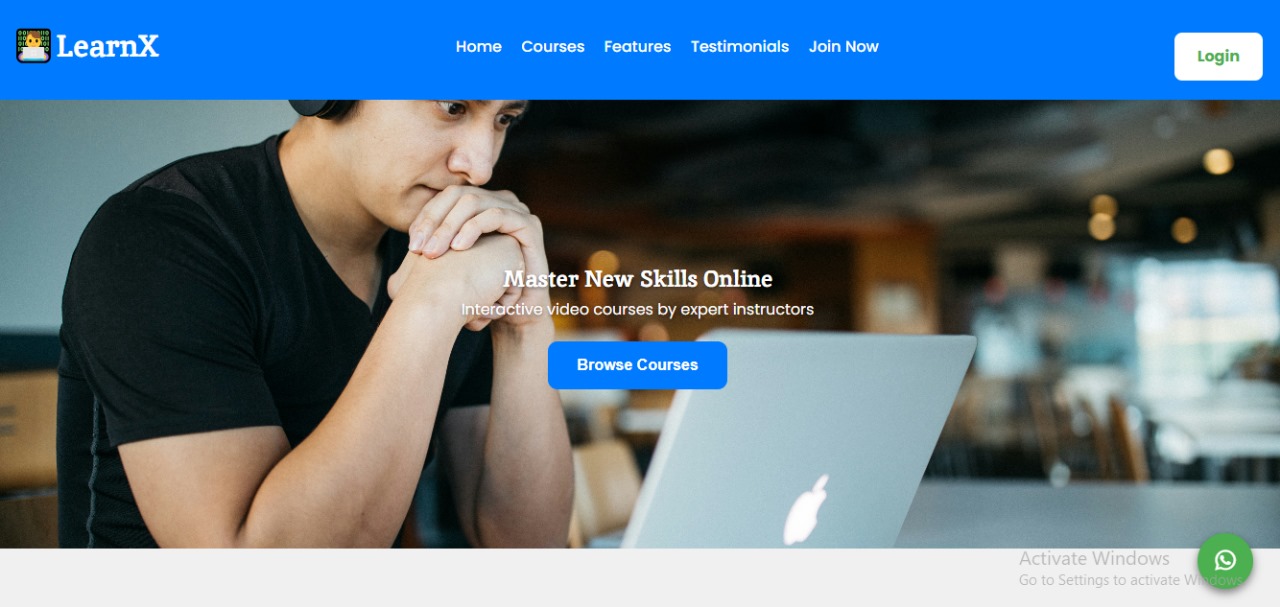 LearnX
Home Courses Features Testimonials Join Now
Login
Master New Skills Online
Interactive video courses by expert instructors
Browse Courses
Activate Windows
Go to Settings to activate Windows.